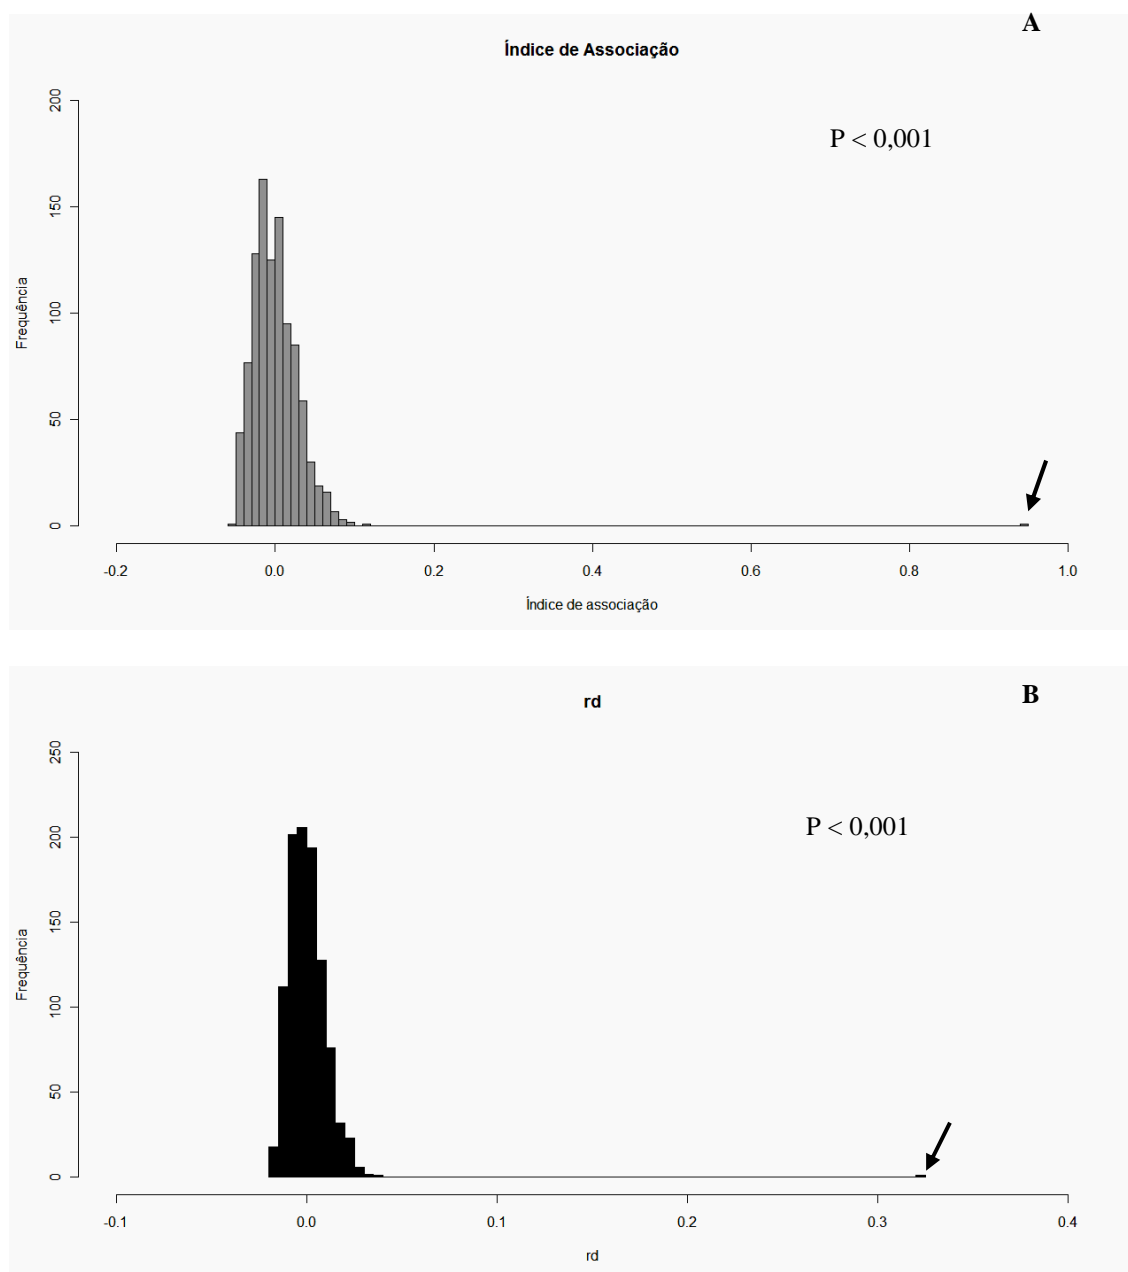 A
Índice de Associação
P < 0,001
200
150
100
50
0
Frequência
-0.2 0.0 0.2 0.4 0.6 0.8 1.0
Índice de associação
B
rd
P < 0,001
250
200
150
100
50
0
Frequência
-0.1 0.0 0.1 0.2 0.3 0.4
rd